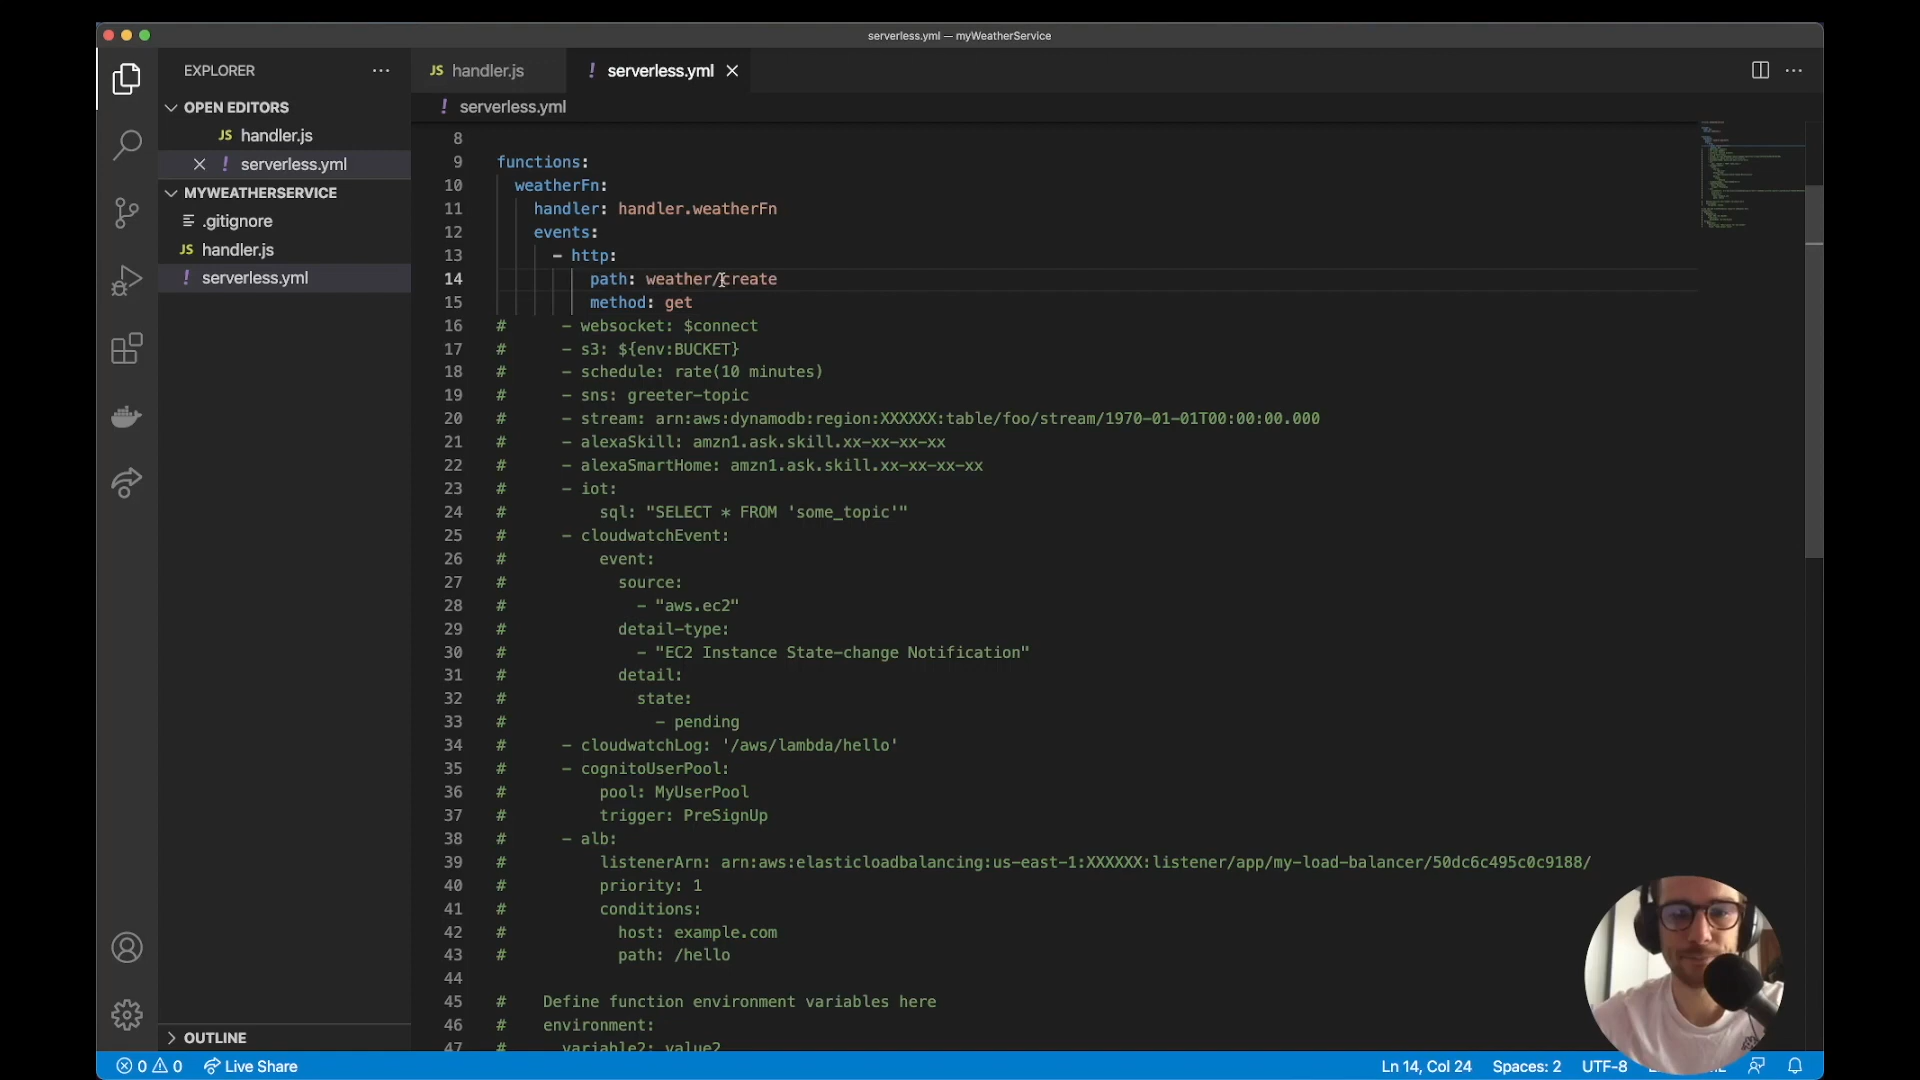 serverless.yml — myWeatherService
EXPLORER
OPEN EDITORS
JS handler.js
! serverless.yml
MYWEATHERSERVICE
.gitignore
JS handler.js
! serverless.yml
OUTLINE
JS handler.js
! serverless.yml
! serverless.yml
8
9 functions:
10 weatherFn:
11 handler: handler.weatherFn
12 events:
13 - http:
14 path: weather/create
15 method: get
16 # - websocket: $connect
17 # - s3: ${env:BUCKET}
18 # - schedule: rate(10 minutes)
19 # - sns: greeter-topic
20 # - stream: arn:aws:dynamodb:region:XXXXXX:table/foo/stream/1970-01-01T00:00:00.000
21 # - alexaSkill: amzn1.ask.skill.xx-xx-xx-xx
22 # - alexaSmartHome: amzn1.ask.skill.xx-xx-xx-xx
23 # - iot:
24 # sql: "SELECT * FROM 'some_topic'"
25 # - cloudwatchEvent:
26 # event:
27 # source:
28 # - "aws.ec2"
29 # detail-type:
30 # - "EC2 Instance State-change Notification"
31 # detail:
32 # state:
33 # - pending
34 # - cloudwatchLog: '/aws/lambda/hello'
35 # - cognitoUserPool:
36 # pool: MyUserPool
37 # trigger: PreSignUp
38 # - alb:
39 # listenerArn: arn:aws:elasticloadbalancing:us-east-1:XXXXXX:listener/app/my-load-balancer/50dc6c495c0c9188/
40 # priority: 1
41 # conditions:
42 # host: example.com
43 # path: /hello
44
45 # Define function environment variables here
46 # environment:
47 # variable2: value2
0 0 Live Share
Ln 14, Col 24 Spaces: 2 UTF-8